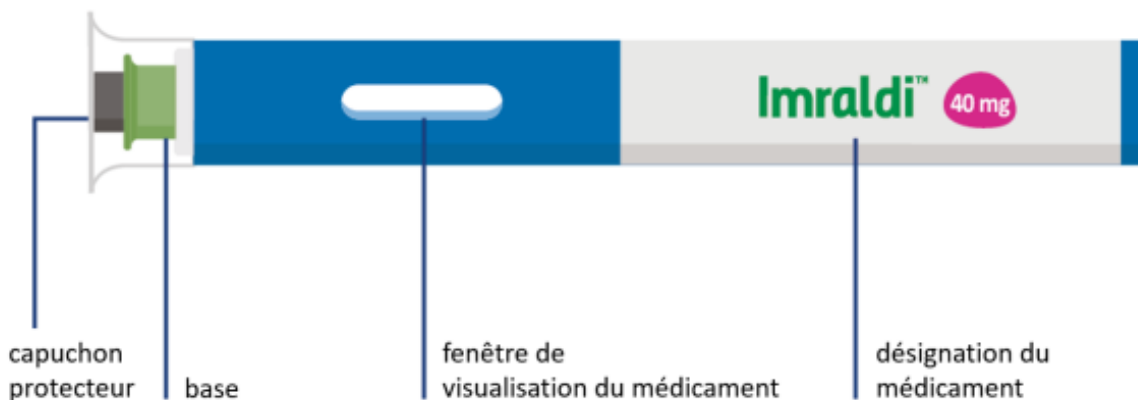 Imraldi™ 40 mg
capuchon
protecteur
base
fenêtre de
visualisation du médicament
désignation du
médicament